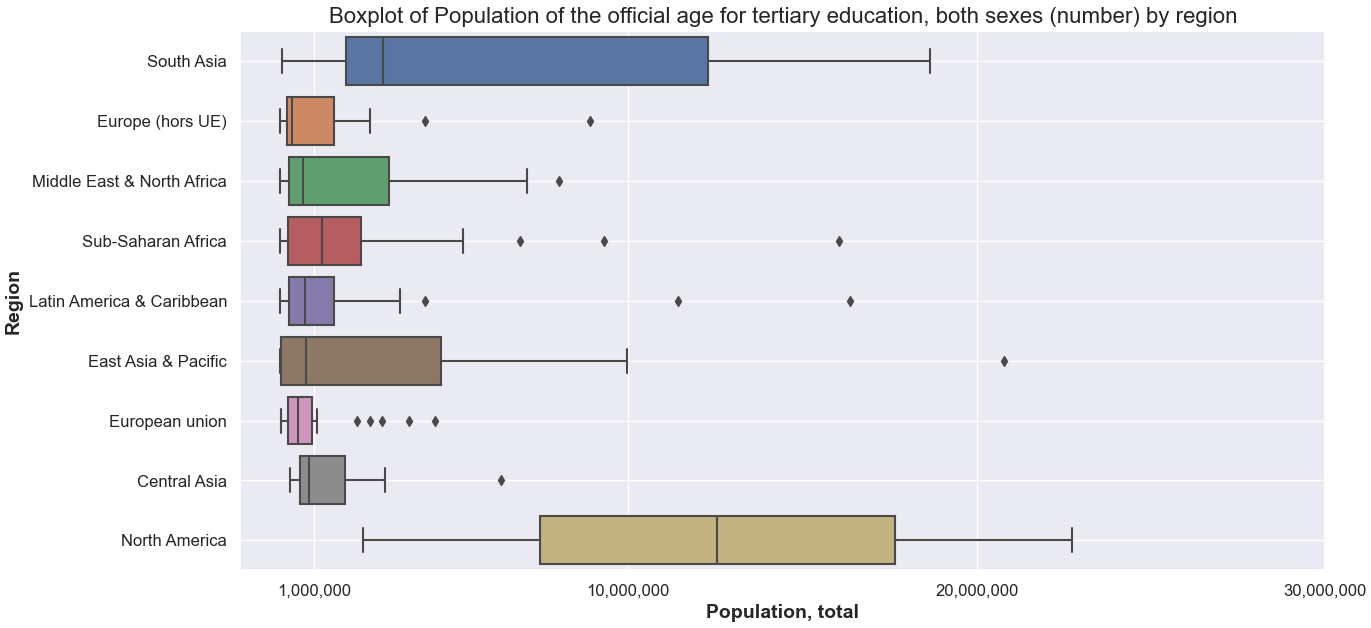 Boxplot of Population of the official age for tertiary education, both sexes (number) by region
Region
South Asia
Europe (hors UE)
Middle East & North Africa
Sub-Saharan Africa
Latin America & Caribbean
East Asia & Pacific
European union
Central Asia
North America
1,000,000
10,000,000
20,000,000
30,000,000
Population, total